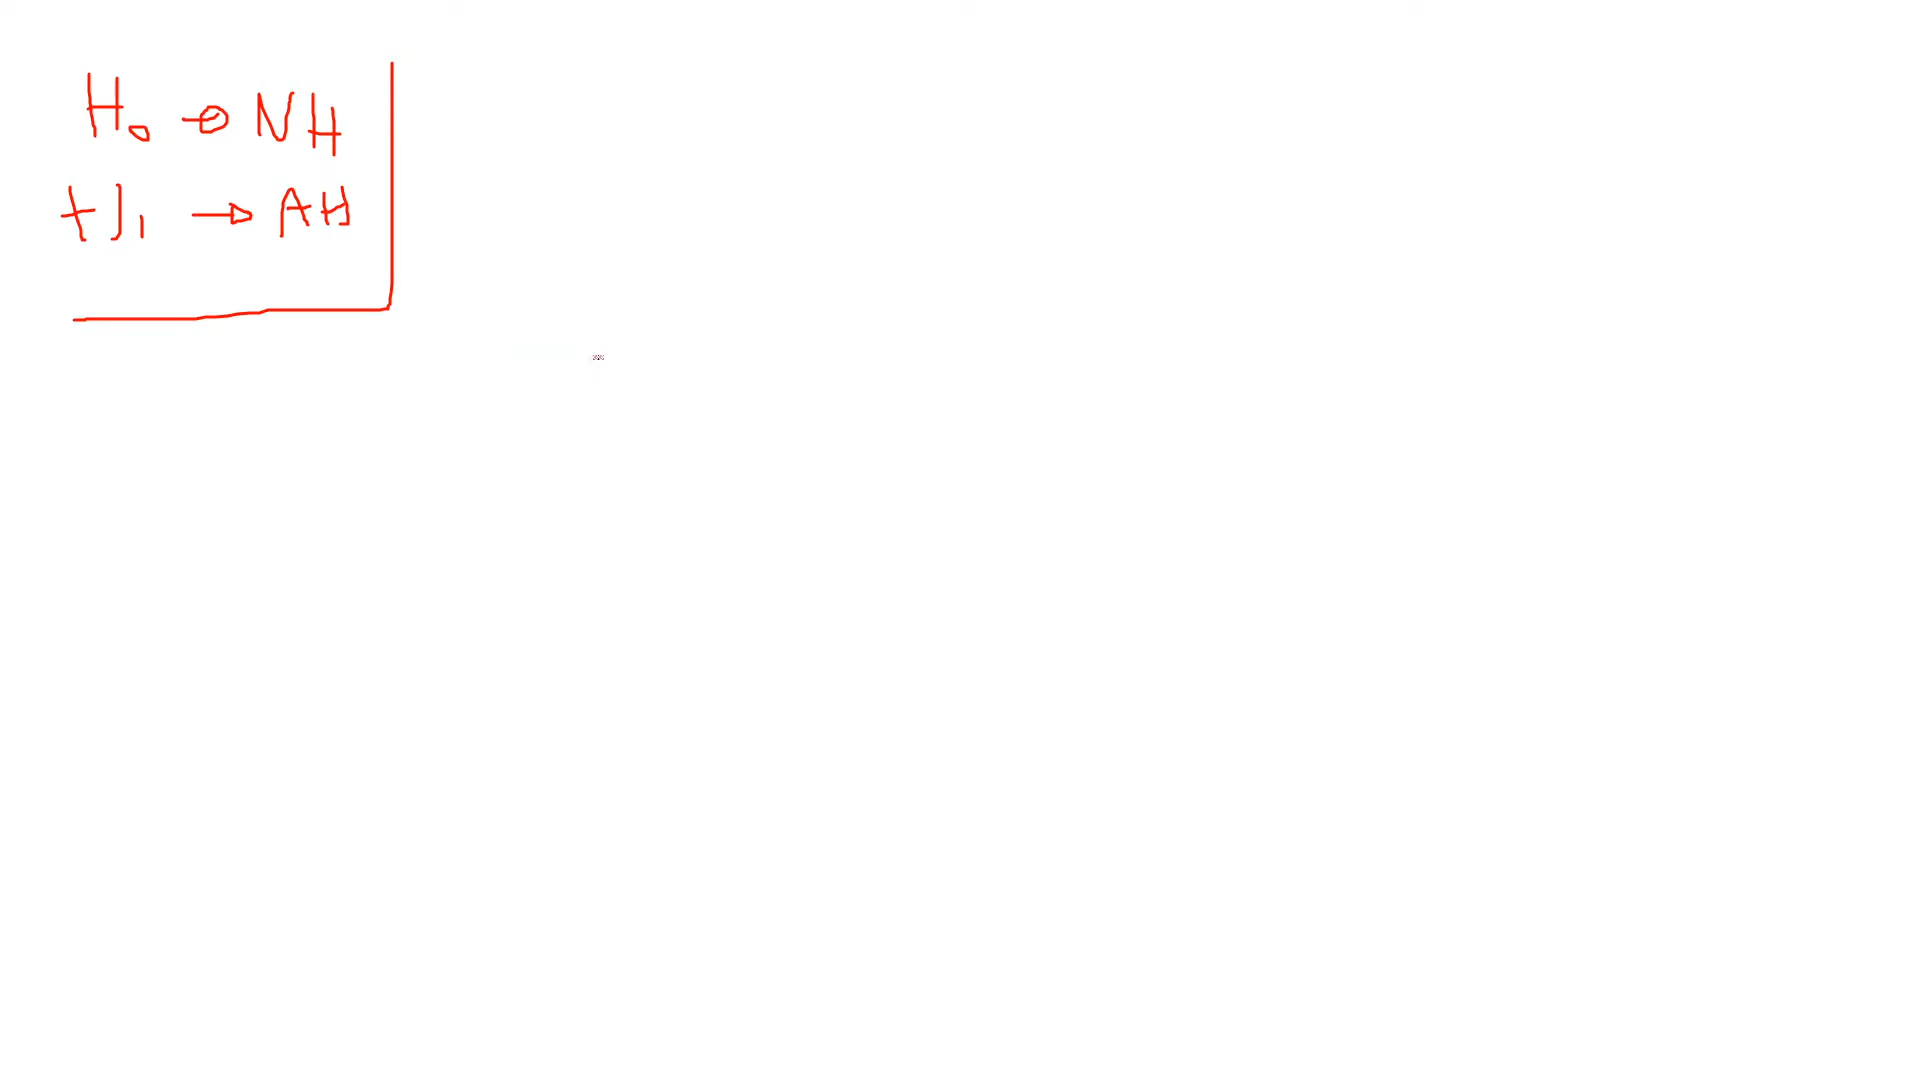 H₀ → NH
H₁ → AH